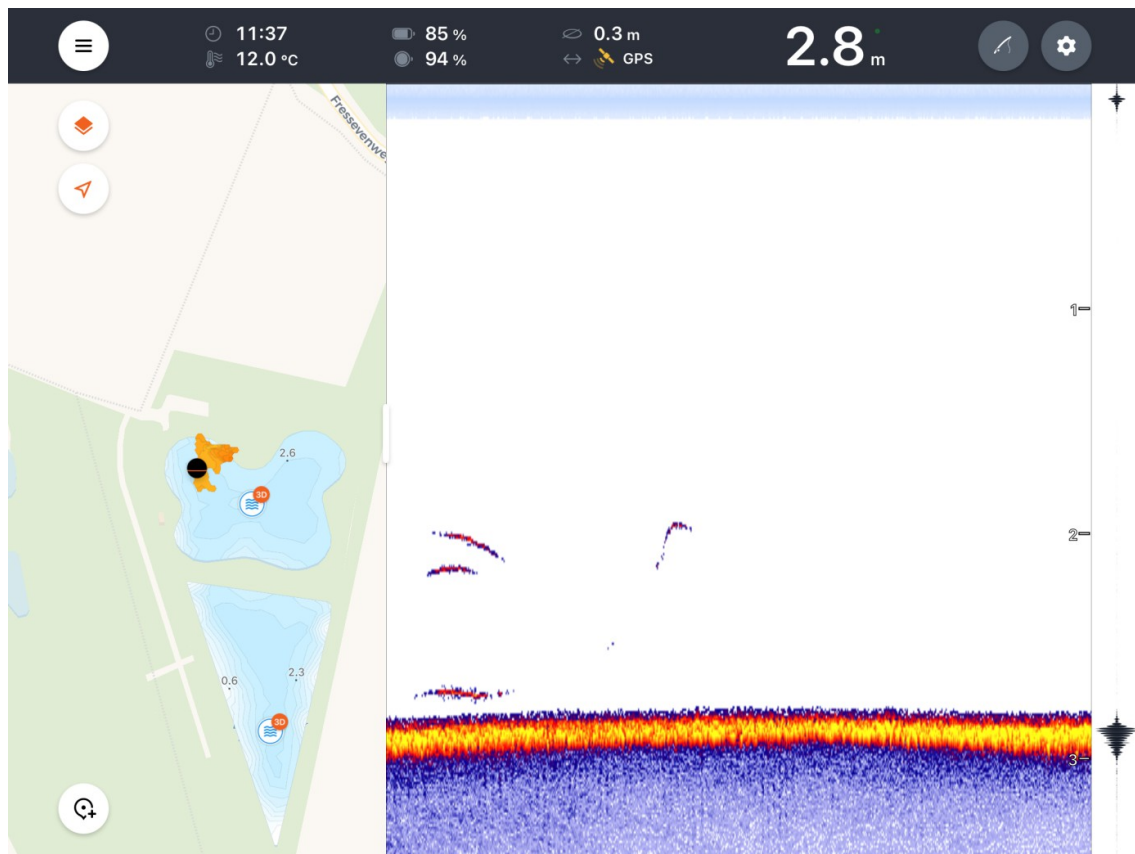 11:37
12.0 °C
85 %
94 %
0.3 m
GPS
2.8 m
Fressevenwe
2.6
3D
0.6
2.3
3D
1
2
3